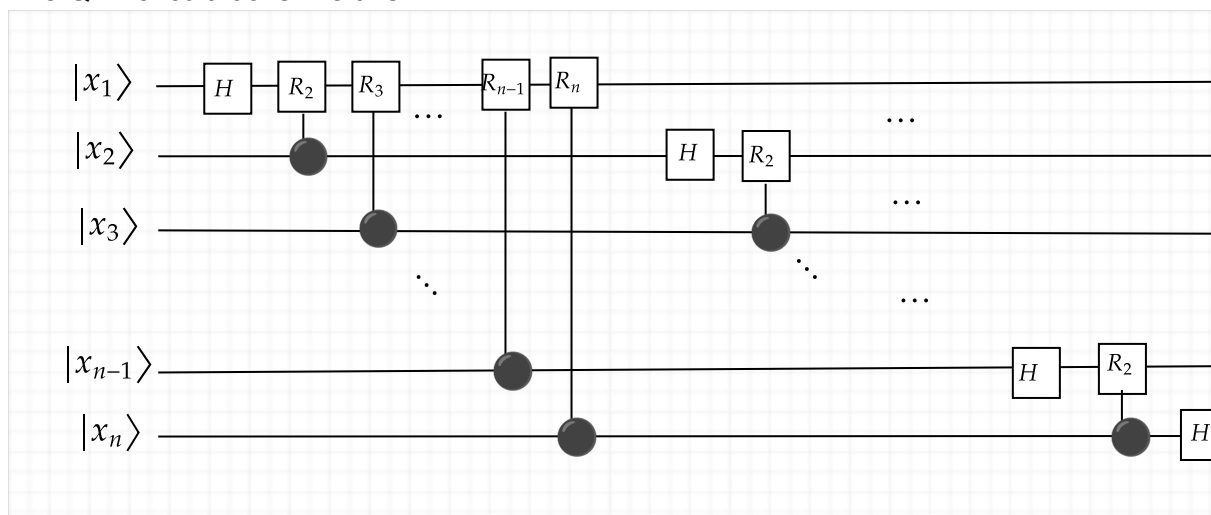 |x₁⟩ H R₂ R₃ ... Rₙ₋₁ Rₙ ...
|x₂⟩ H R₂ ...
|x₃⟩ ⋱ ⋱ ...
|xₙ₋₁⟩ H R₂
|xₙ⟩ H